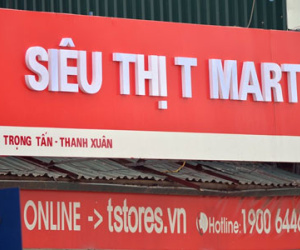 SIÊU THỊ T MART
TRỌNG TẤN - THANH XUÂN
ONLINE -> tstores.vn Hotline: 1900 6446